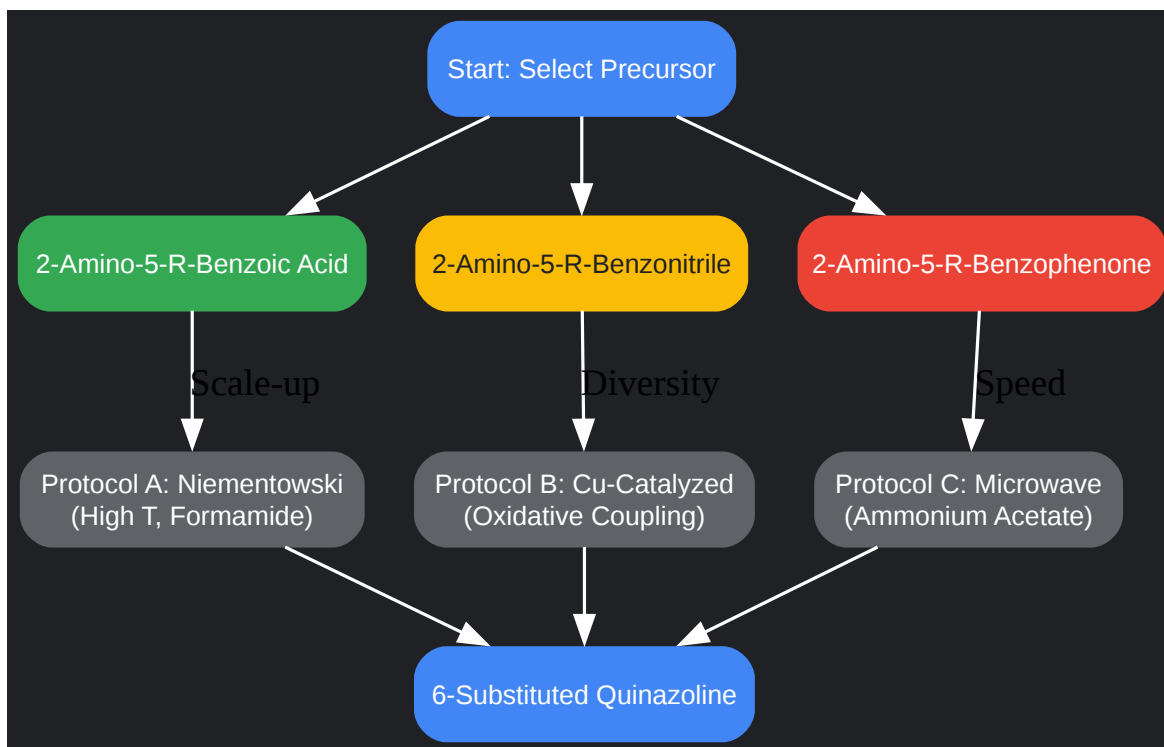 Start: Select Precursor
2-Amino-5-R-Benzoic Acid
2-Amino-5-R-Benzonitrile
2-Amino-5-R-Benzophenone
Scale-up
Diversity
Speed
Protocol A: Niementowski
(High T, Formamide)
Protocol B: Cu-Catalyzed
(Oxidative Coupling)
Protocol C: Microwave
(Ammonium Acetate)
6-Substituted Quinazoline